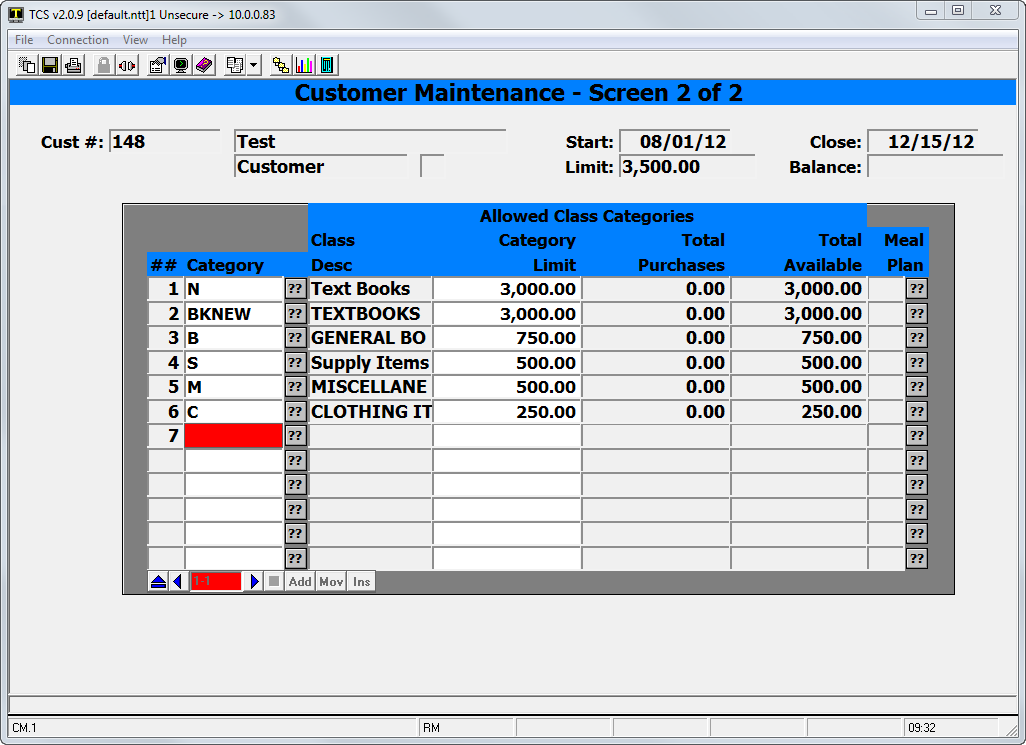 TCS v2.0.9 [default.ntt]1 Unsecure -> 10.0.0.83
File Connection View Help
Customer Maintenance - Screen 2 of 2
Cust #: 148 Test Start: 08/01/12 Close: 12/15/12
Customer Limit: 3,500.00 Balance:
Allowed Class Categories
Class Category Total Total Meal
## Category Desc Limit Purchases Available Plan
1 N ?? Text Books 3,000.00 0.00 3,000.00 ??
2 BKNEW ?? TEXTBOOKS 3,000.00 0.00 3,000.00 ??
3 B ?? GENERAL BO 750.00 0.00 750.00 ??
4 S ?? Supply Items 500.00 0.00 500.00 ??
5 M ?? MISCELLANE 500.00 0.00 500.00 ??
6 C ?? CLOTHING IT 250.00 0.00 250.00 ??
7 ?? ??
?? ??
?? ??
?? ??
?? ??
?? ??
1-1 Add Mov Ins
CM.1 RM 09:32